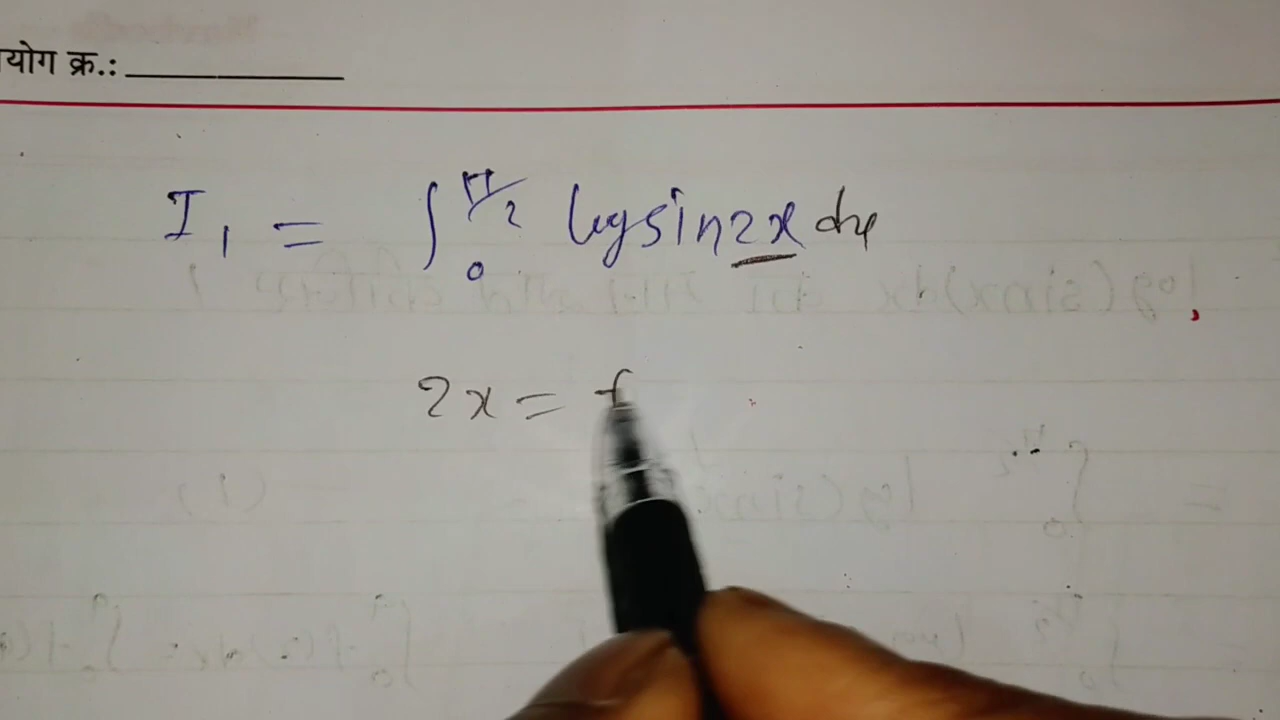 योग क्र.:
I₁ = ∫₀^π/2 log sin 2x dx
2x = t